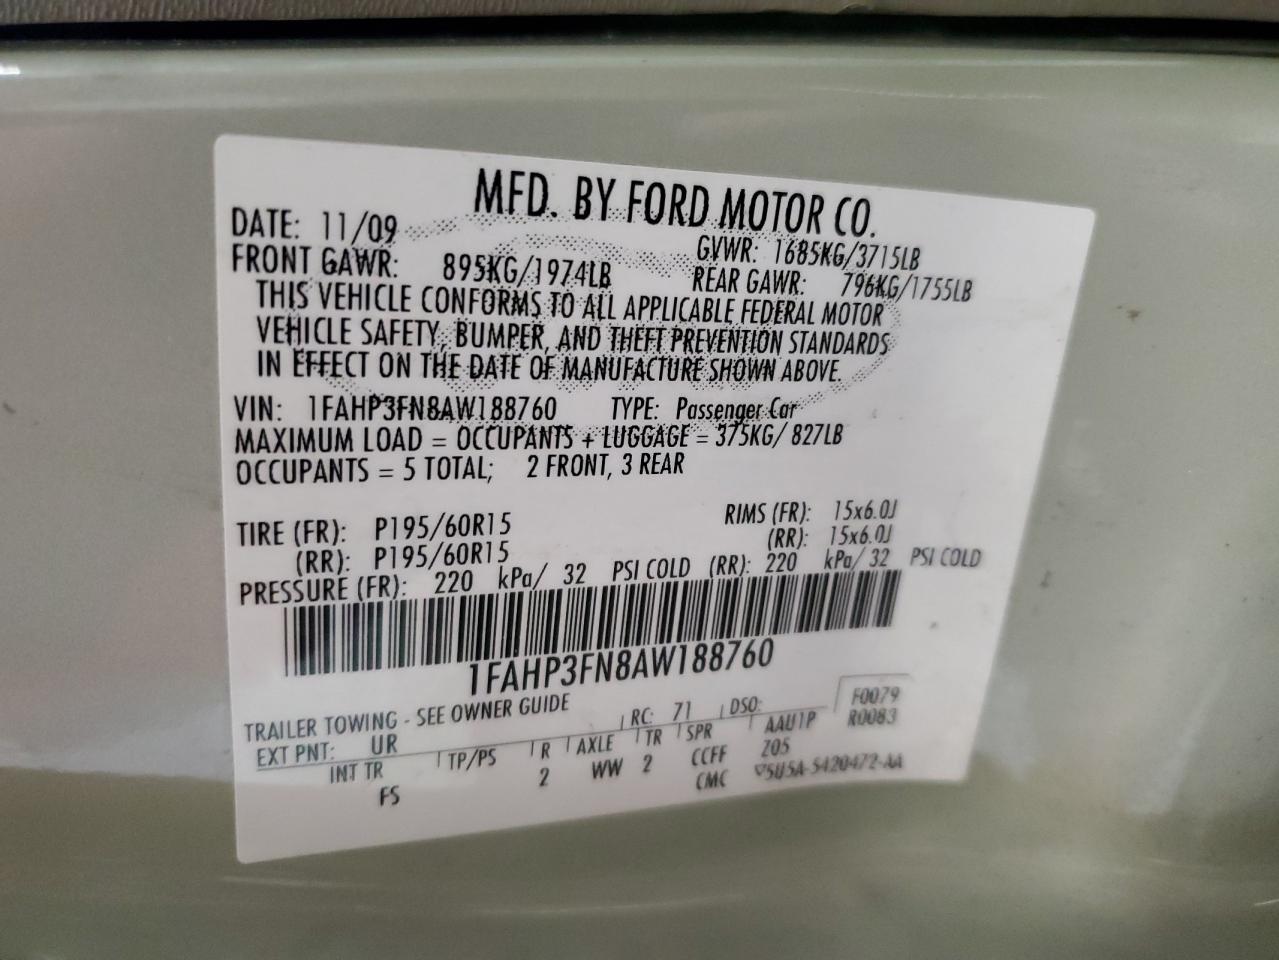 MFD. BY FORD MOTOR CO.
DATE: 11/09 GVWR: 1685KG/3715LB
FRONT GAWR: 895KG/1974LB REAR GAWR: 796KG/1755LB
THIS VEHICLE CONFORMS TO ALL APPLICABLE FEDERAL MOTOR
VEHICLE SAFETY, BUMPER, AND THEFT PREVENTION STANDARDS
IN EFFECT ON THE DATE OF MANUFACTURE SHOWN ABOVE.
VIN: 1FAHP3FN8AW188760 TYPE: Passenger Car
MAXIMUM LOAD = OCCUPANTS + LUGGAGE = 375KG/ 827LB
OCCUPANTS = 5 TOTAL; 2 FRONT, 3 REAR
TIRE (FR): P195/60R15 RIMS (FR): 15x6.0J
(RR): P195/60R15 (RR): 15x6.0J
PRESSURE (FR): 220 kPa/ 32 PSI COLD (RR): 220 kPa/ 32 PSI COLD
1FAHP3FN8AW188760
TRAILER TOWING - SEE OWNER GUIDE
EXT PNT: UR RC: 71 DSO: F0079
R0083
INT TR TP/PS R AXLE TR SPR AAU1P
FS 2 WW 2 CCFF Z05
CMC ▽5U5A-5420472-AA